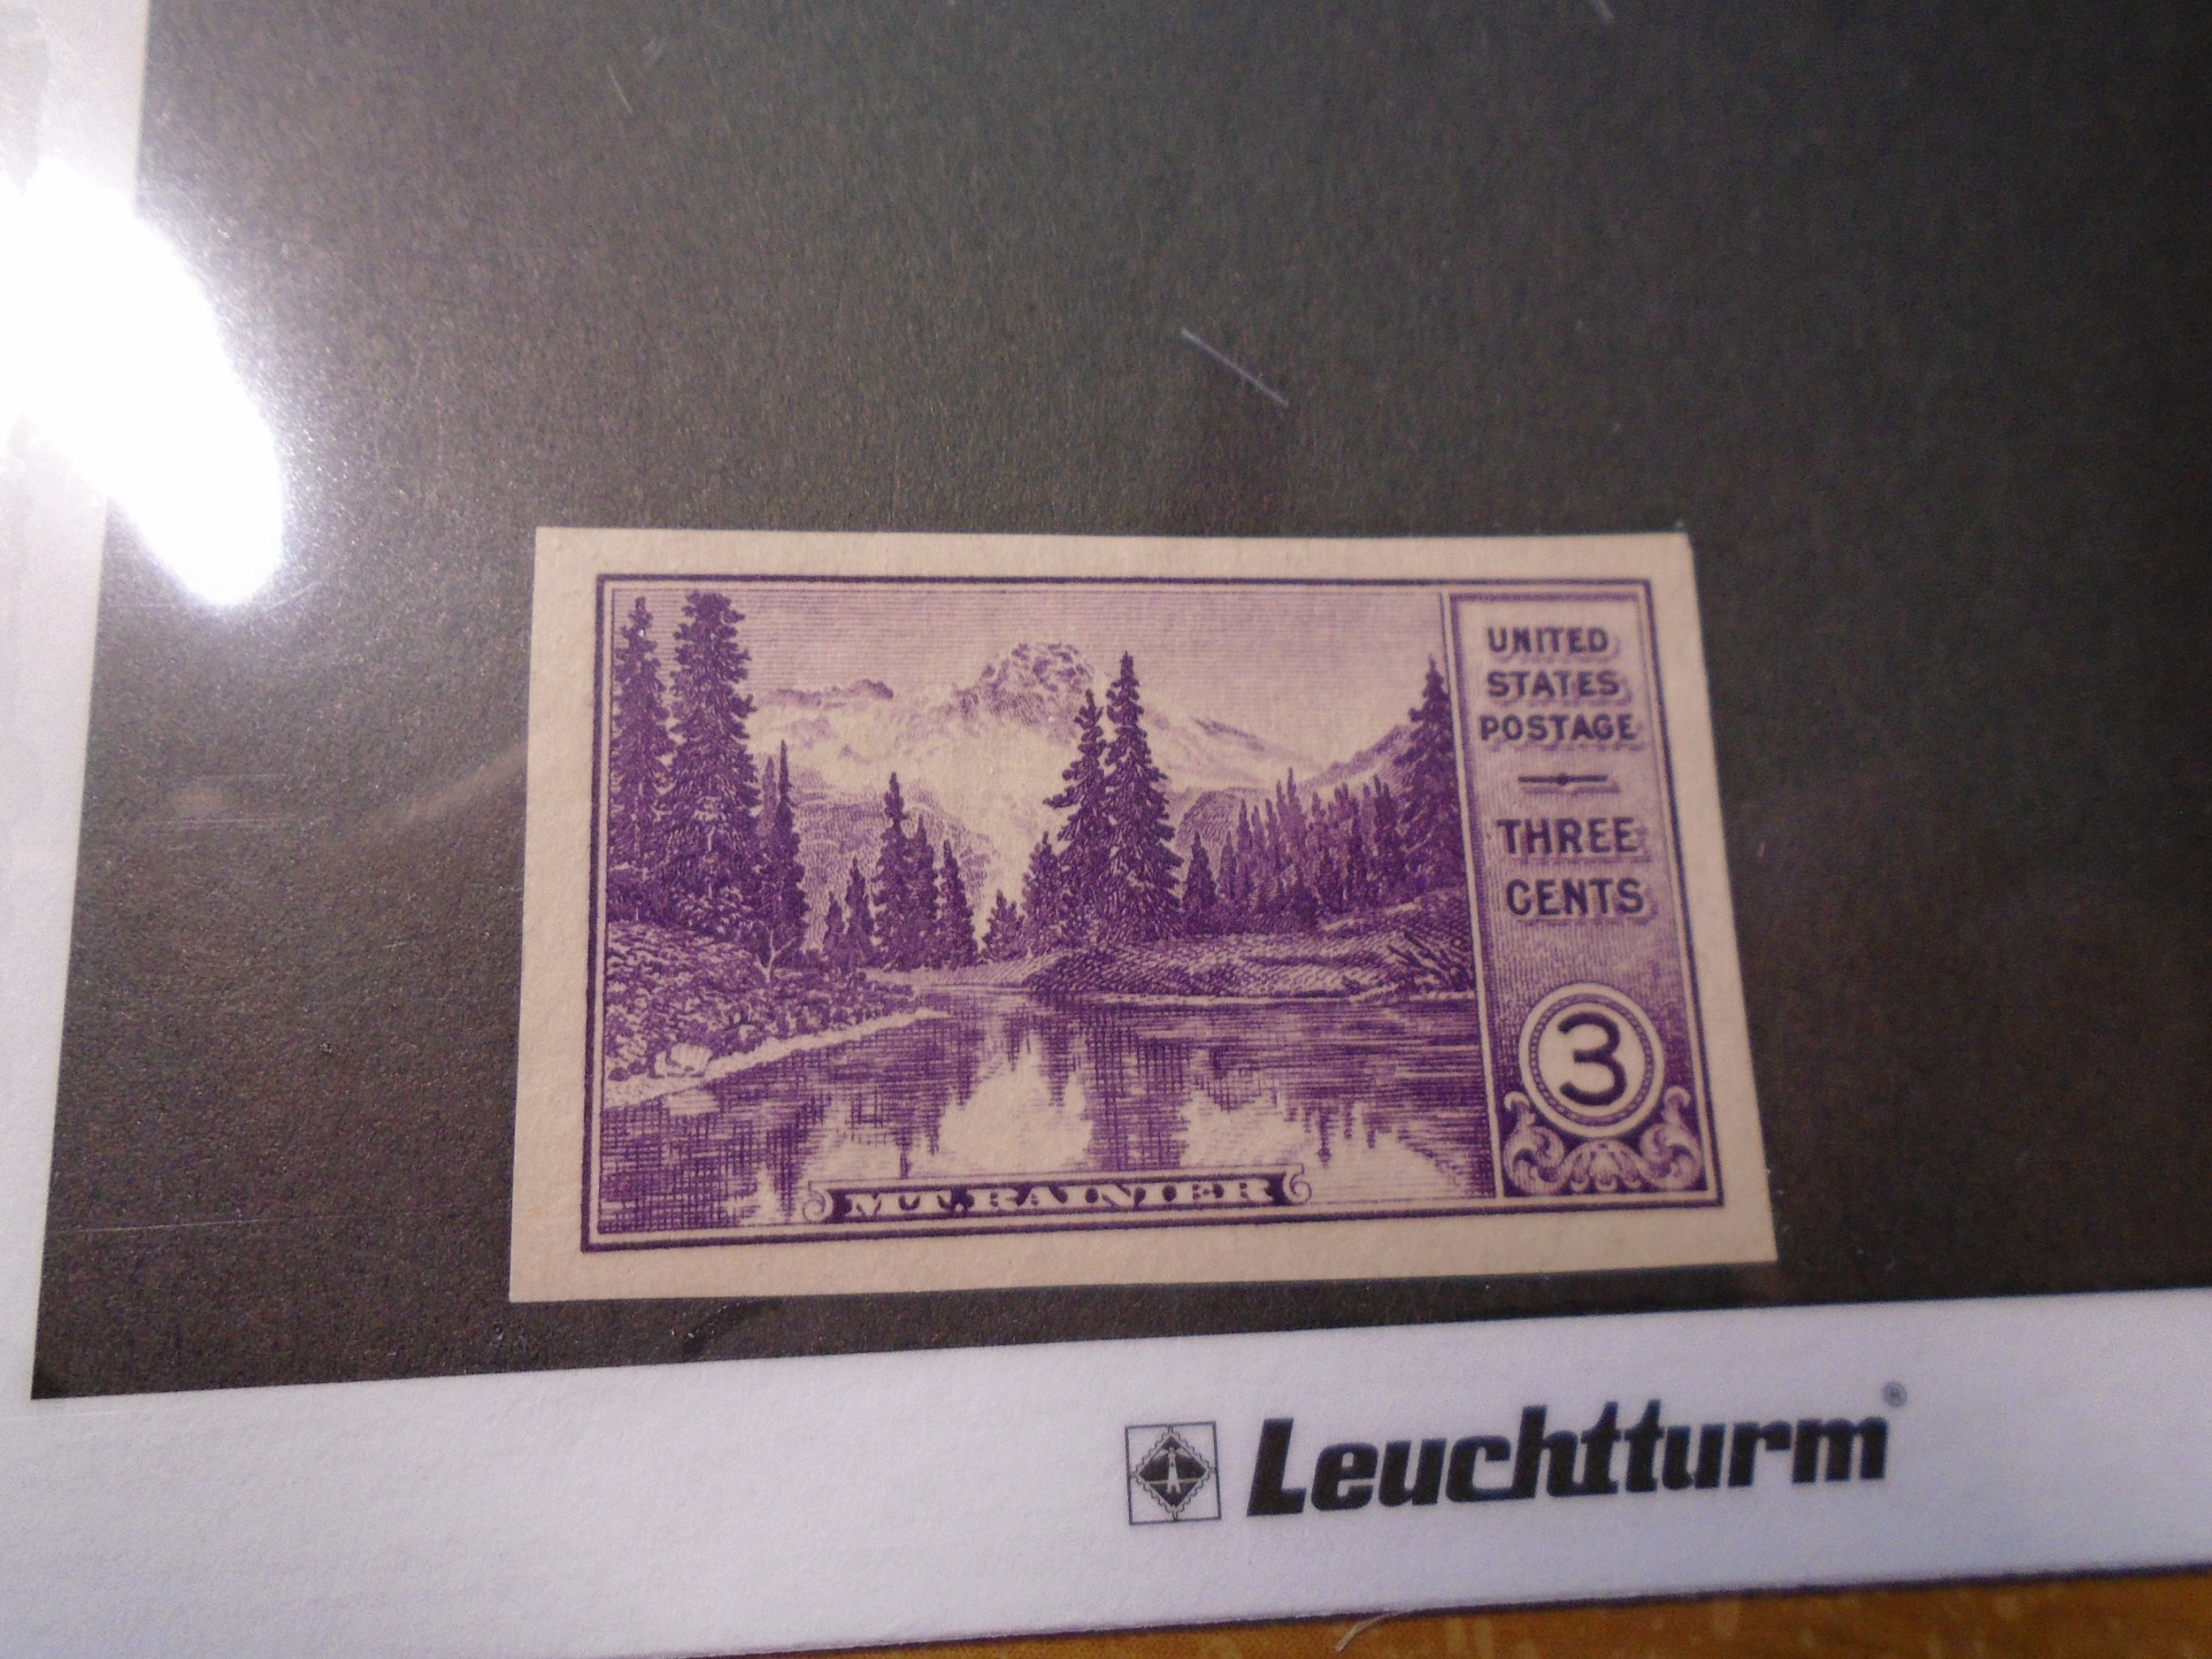 UNITED
STATES
POSTAGE
THREE
CENTS
3
MT. RAINIER
Leuchtturm®